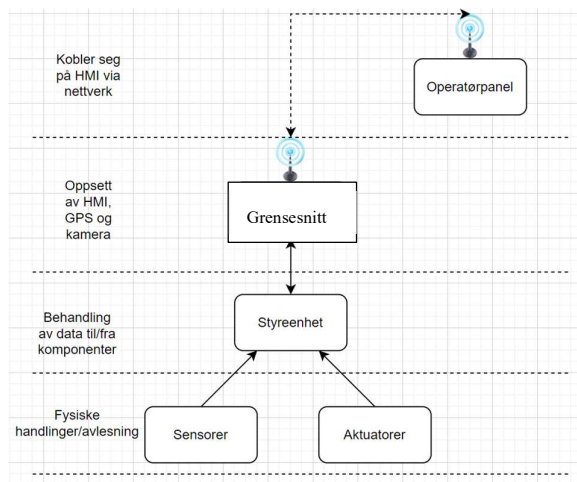 Kobler seg
på HMI via
nettverk
Operatørpanel
Oppsett
av HMI,
GPS og
kamera
Grensesnitt
Behandling
av data til/fra
komponenter
Styreenhet
Fysiske
handlinger/avlesning
Sensorer
Aktuatorer